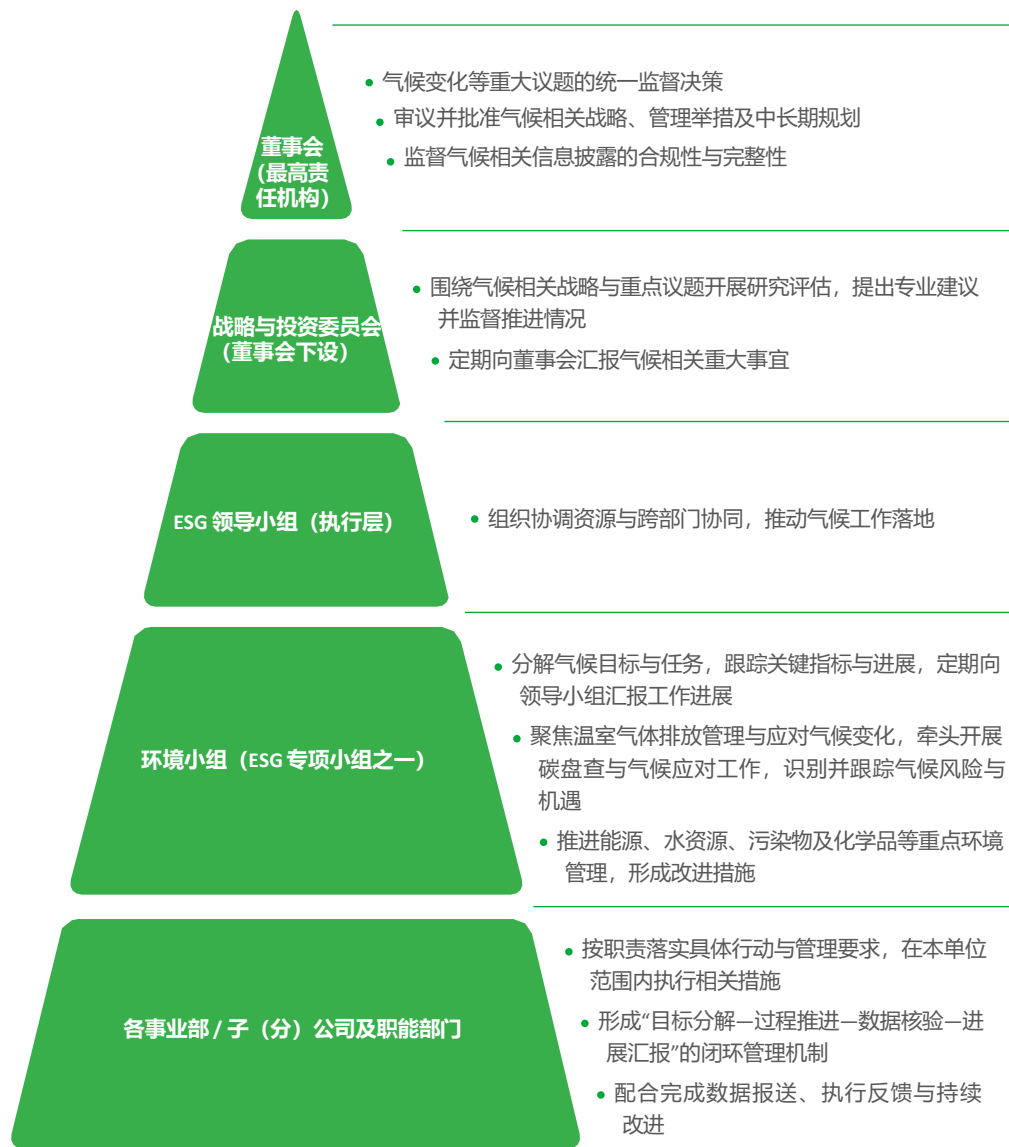 董事会
（最高责
任机构）
• 气候变化等重大议题的统一监督决策
• 审议并批准气候相关战略、管理举措及中长期规划
• 监督气候相关信息披露的合规性与完整性
战略与投资委员会
（董事会下设）
• 围绕气候相关战略与重点议题开展研究评估，提出专业建议
并监督推进情况
• 定期向董事会汇报气候相关重大事宜
ESG 领导小组（执行层）
• 组织协调资源与跨部门协同，推动气候工作落地
环境小组（ESG 专项小组之一）
• 分解气候目标与任务，跟踪关键指标与进展，定期向
领导小组汇报工作进展
• 聚焦温室气体排放管理与应对气候变化，牵头开展
碳盘查与气候应对工作，识别并跟踪气候风险与
机遇
• 推进能源、水资源、污染物及化学品等重点环境
管理，形成改进措施
各事业部 / 子（分）公司及职能部门
• 按职责落实具体行动与管理要求，在本单位
范围内执行相关措施
• 形成“目标分解—过程推进—数据核验—进
展汇报”的闭环管理机制
• 配合完成数据报送、执行反馈与持续
改进